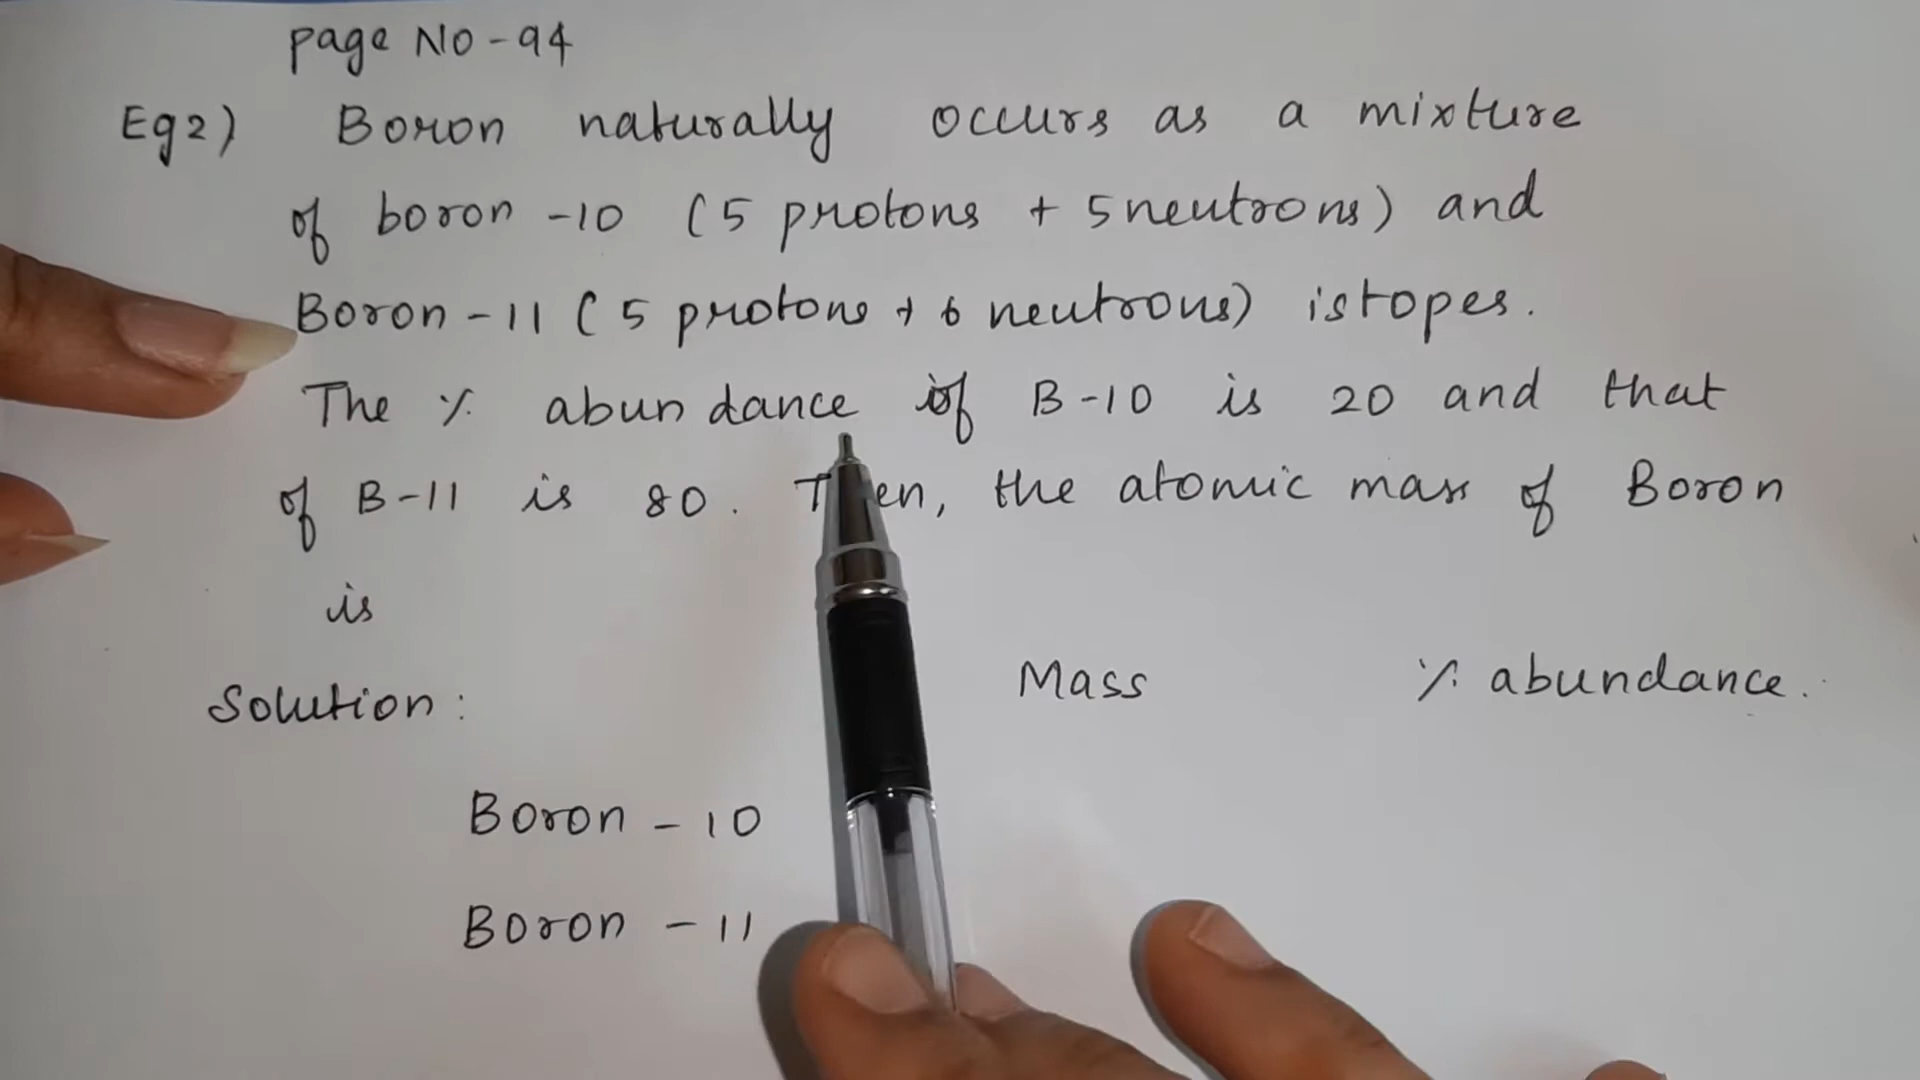 page No - 94
Eg2) Boron naturally occurs as a mixture
of boron -10 (5 protons + 5 neutrons) and
Boron - 11 (5 protons + 6 neutrons) istopes.
The % abundance of B-10 is 20 and that
of B-11 is 80. Then, the atomic mass of Boron
is
Solution: Mass % abundance.
Boron - 10
Boron - 11